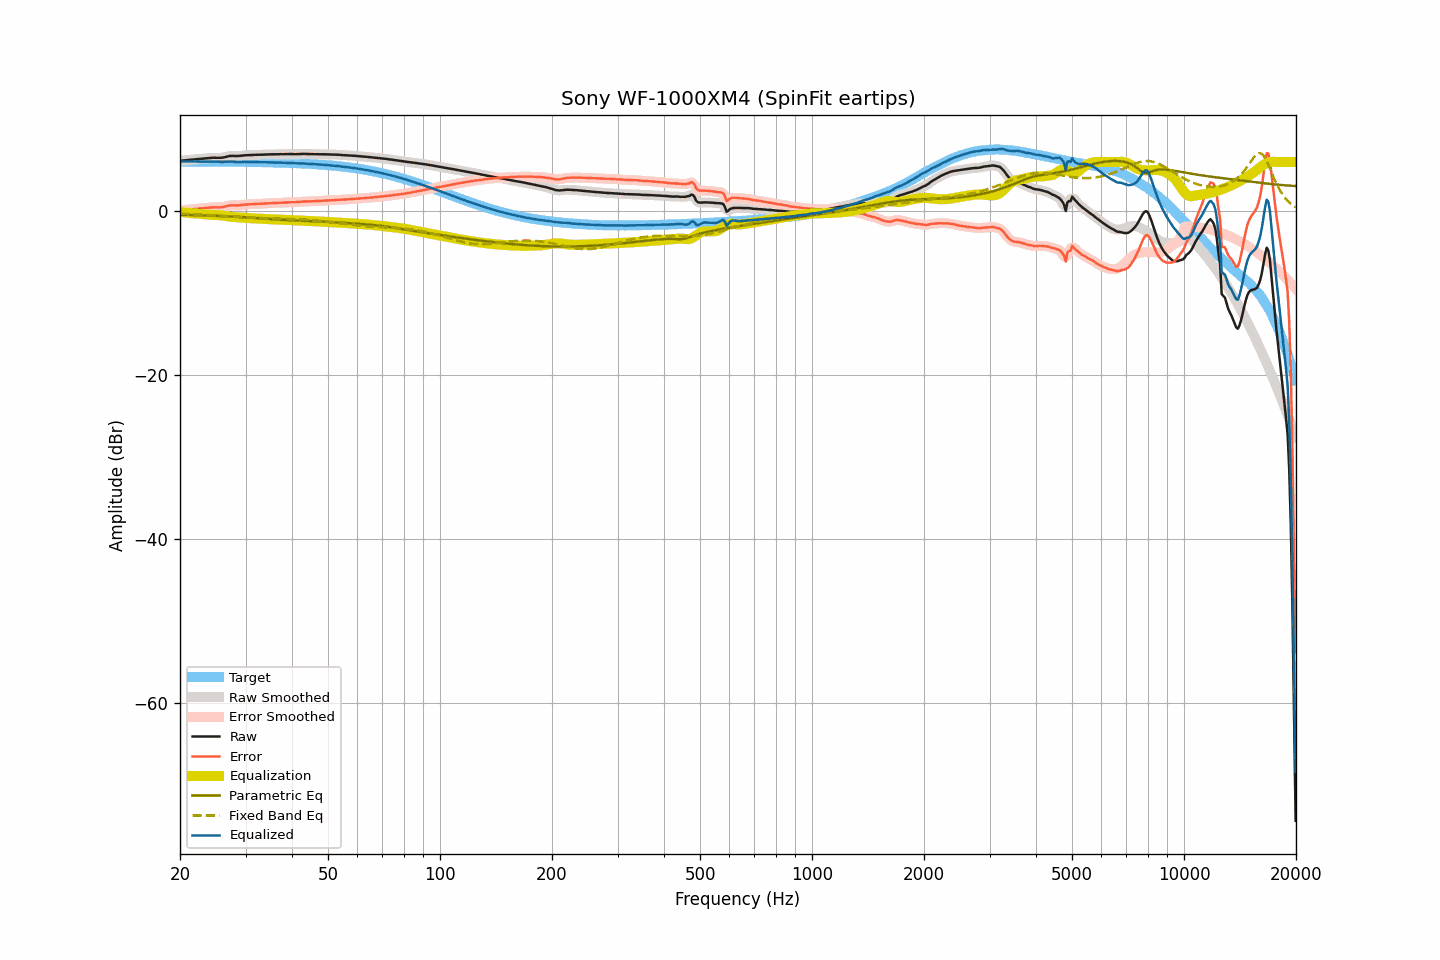 Sony WF-1000XM4 (SpinFit eartips)
Amplitude (dBr)
0
−20
−40
−60
Target
Raw Smoothed
Error Smoothed
Raw
Error
Equalization
Parametric Eq
Fixed Band Eq
Equalized
20 50 100 200 500 1000 2000 5000 10000 20000
Frequency (Hz)